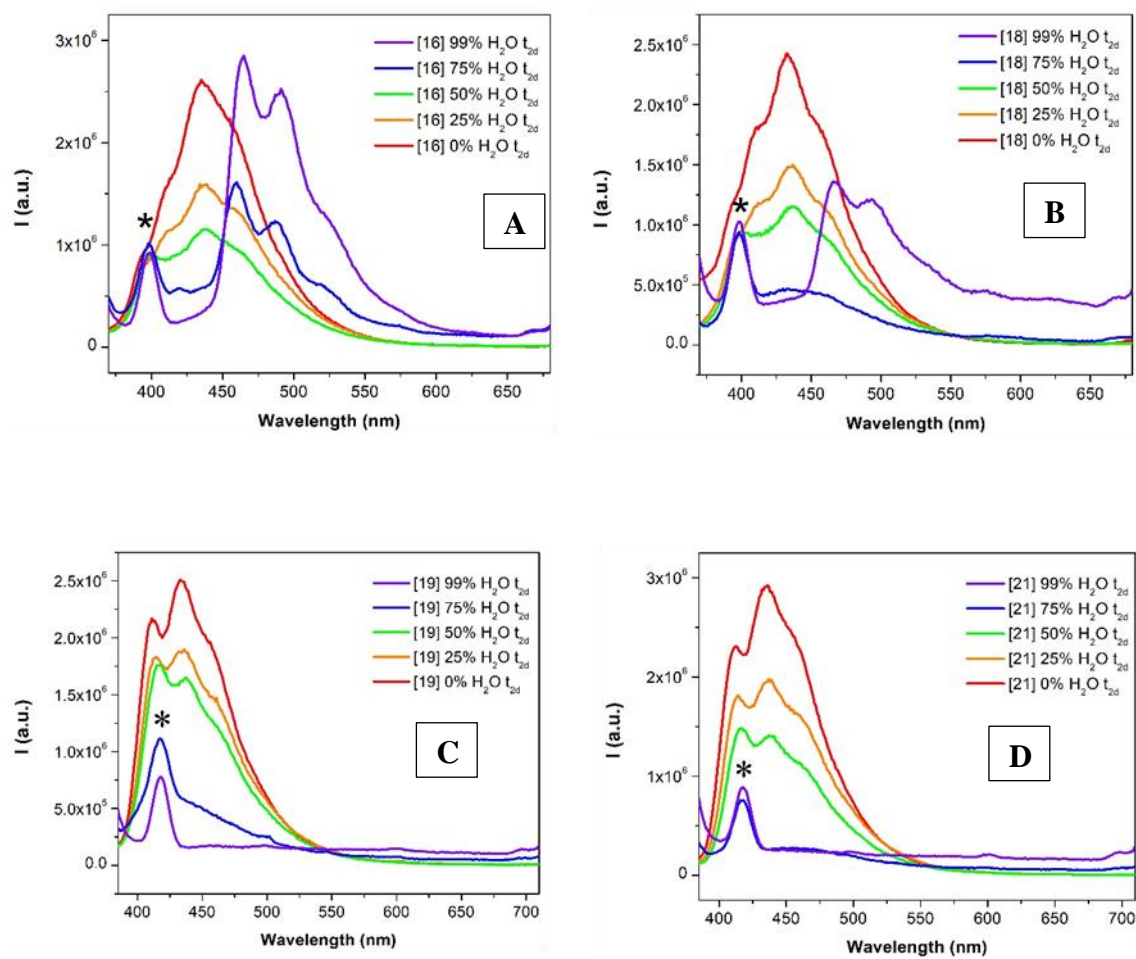 [16] 99% H₂O t₂d
[16] 75% H₂O t₂d
[16] 50% H₂O t₂d
[16] 25% H₂O t₂d
[16] 0% H₂O t₂d
3x10⁶
2x10⁶
1x10⁶
0
I (a.u.)
*
A
400 450 500 550 600 650
Wavelength (nm)
[18] 99% H₂O t₂d
[18] 75% H₂O t₂d
[18] 50% H₂O t₂d
[18] 25% H₂O t₂d
[18] 0% H₂O t₂d
2.5x10⁶
2.0x10⁶
1.5x10⁶
1.0x10⁶
5.0x10⁵
0.0
I (a.u.)
*
B
400 450 500 550 600 650
Wavelength (nm)
[19] 99% H₂O t₂d
[19] 75% H₂O t₂d
[19] 50% H₂O t₂d
[19] 25% H₂O t₂d
[19] 0% H₂O t₂d
2.5x10⁶
2.0x10⁶
1.5x10⁶
1.0x10⁶
5.0x10⁵
0.0
I (a.u.)
*
C
400 450 500 550 600 650 700
Wavelength (nm)
[21] 99% H₂O t₂d
[21] 75% H₂O t₂d
[21] 50% H₂O t₂d
[21] 25% H₂O t₂d
[21] 0% H₂O t₂d
3x10⁶
2x10⁶
1x10⁶
0
I (a.u.)
*
D
400 450 500 550 600 650 700
Wavelength (nm)